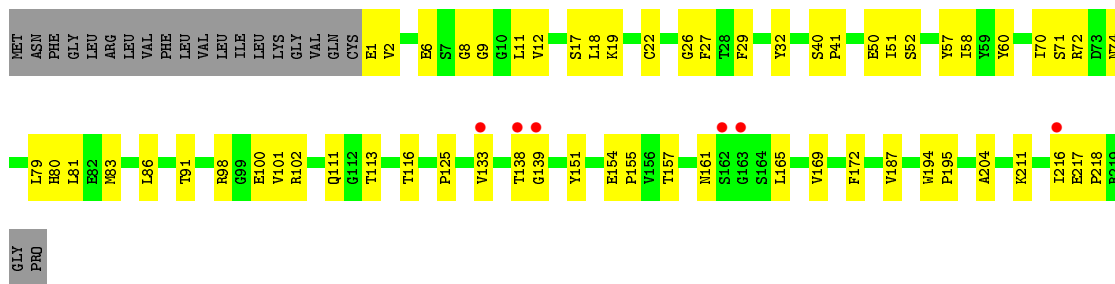 MET ASN PHE GLY LEU ARG LEU VAL PHE LEU VAL LEU ILE LEU LYS GLY VAL GLN CYS E1 V2 E6 S7 G8 G9 G10 L11 V12 S17 L18 K19 C22 G26 F27 T28 F29 Y32 S40 P41 E50 I51 S52 Y57 I58 Y59 Y60 I70 S71 R72 D73 N74
L79 H80 L81 E82 M83 L86 T91 R98 G99 E100 V101 R102 Q111 G112 T113 T116 P125 V133 T138 G139 Y151 E154 P155 V156 T157 N161 S162 G163 S164 L165 V169 F172 V187 W194 P195 A204 K211 I216 E217 P218 R219
GLY PRO